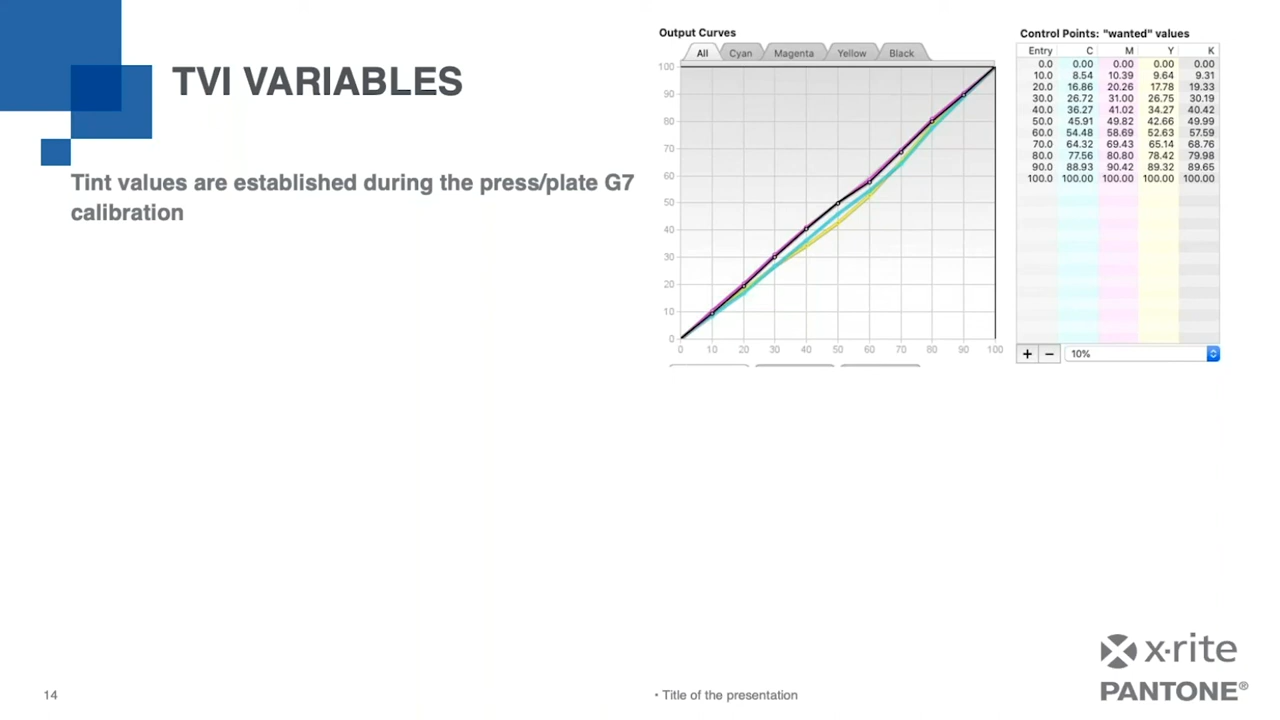 TVI VARIABLES
Tint values are established during the press/plate G7
calibration
Output Curves
All Cyan Magenta Yellow Black
100
90
80
70
60
50
40
30
20
10
0
0 10 20 30 40 50 60 70 80 90 100
Control Points: "wanted" values
Entry C M Y K
0.0 0.00 0.00 0.00 0.00
10.0 8.54 10.39 9.64 9.31
20.0 16.86 20.26 17.78 19.33
30.0 26.72 31.00 26.75 30.19
40.0 36.27 41.02 34.27 40.42
50.0 45.91 49.82 42.66 49.99
60.0 54.48 58.69 52.63 57.59
70.0 64.32 69.43 65.14 68.76
80.0 77.56 80.80 78.42 79.98
90.0 88.93 90.42 89.32 89.65
100.0 100.00 100.00 100.00 100.00
+ − 10%
14
• Title of the presentation
x·rite
PANTONE®